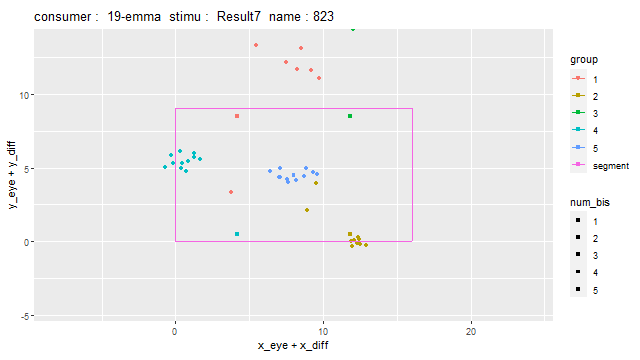 consumer :  19-emma  stimu :  Result7  name : 823
y_eye + y_diff
10
5
0
-5
0
10
20
x_eye + x_diff
group
1
2
3
4
5
segment
num_bis
1
2
3
4
5